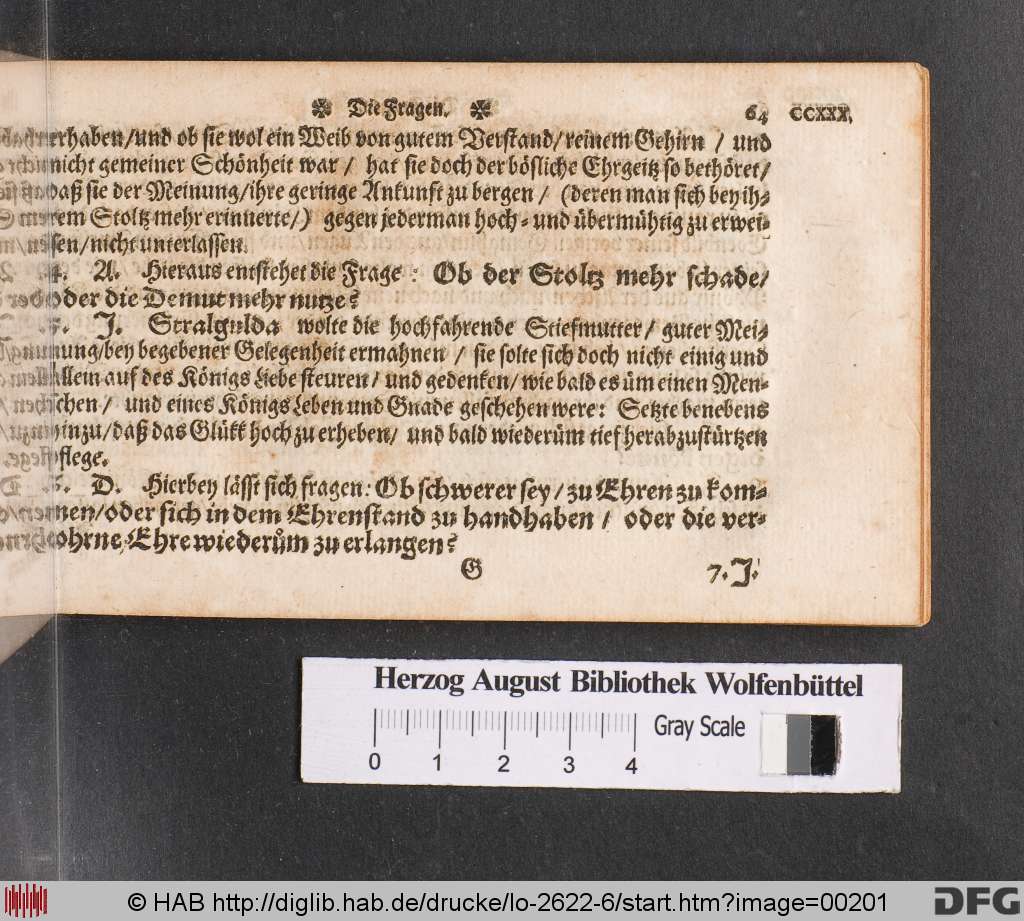 ✼ Die Fragen. ✼ 64 CCXXX.
erhaben/und ob sie wol ein Weib von gutem Verstand/reinem Gehirn / und
nicht gemeiner Schönheit war / hat sie doch der bösliche Ehrgeitz so bethöret/
daß sie der Meinung/ihre geringe Ankunft zu bergen / (deren man sich bey ih-
rem Stoltz mehr erinnerte/) gegen jederman hoch- und übermühtig zu erwei-
sen/nicht unterlassen.
4. A. Hieraus entstehet die Frage : Ob der Stoltz mehr schade/
oder die Demut mehr nutze?
5. J. Stralgulda wolte die hochfahrende Stiefmutter/ guter Mei-
nung/bey begebener Gelegenheit ermahnen / sie solte sich doch nicht einig und
allein auf des Königs Liebe steuren/ und gedenken/ wie bald es üm einen Men-
schen / und eines Königs Leben und Gnade geschehen were: Setzte benebens
hinzu/daß das Glükk hoch zu erheben/ und bald wiederüm tief herabzustürtzen
pflege.
6. D. Hierbey lässt sich fragen: Ob schwerer sey/zu Ehren zu kom-
men/oder sich in dem Ehrenstand zu handhaben / oder die ver-
lohrne Ehre wiederům zu erlangen?
G 7. J.
Herzog August Bibliothek Wolfenbüttel
Gray Scale
0 1 2 3 4
© HAB http://diglib.hab.de/drucke/lo-2622-6/start.htm?image=00201 DFG